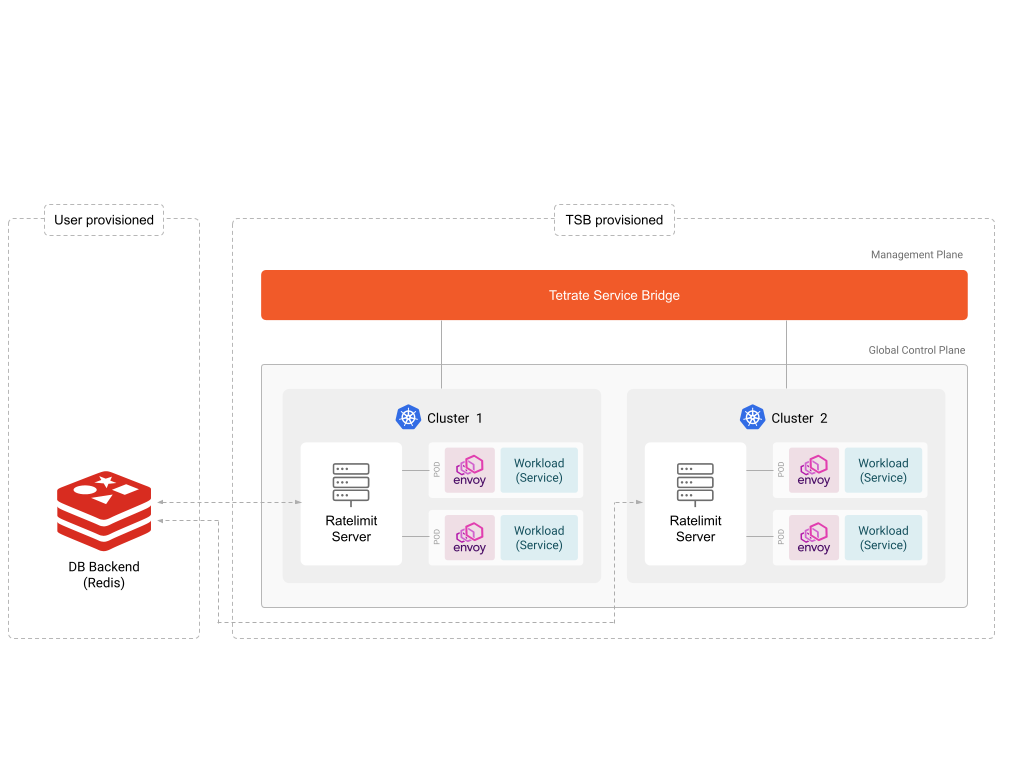 User provisioned
TSB provisioned
Management Plane
Tetrate Service Bridge
Global Control Plane
Cluster 1
Cluster 2
Ratelimit
Server
POD
envoy
Workload
(Service)
POD
envoy
Workload
(Service)
Ratelimit
Server
POD
envoy
Workload
(Service)
POD
envoy
Workload
(Service)
DB Backend
(Redis)